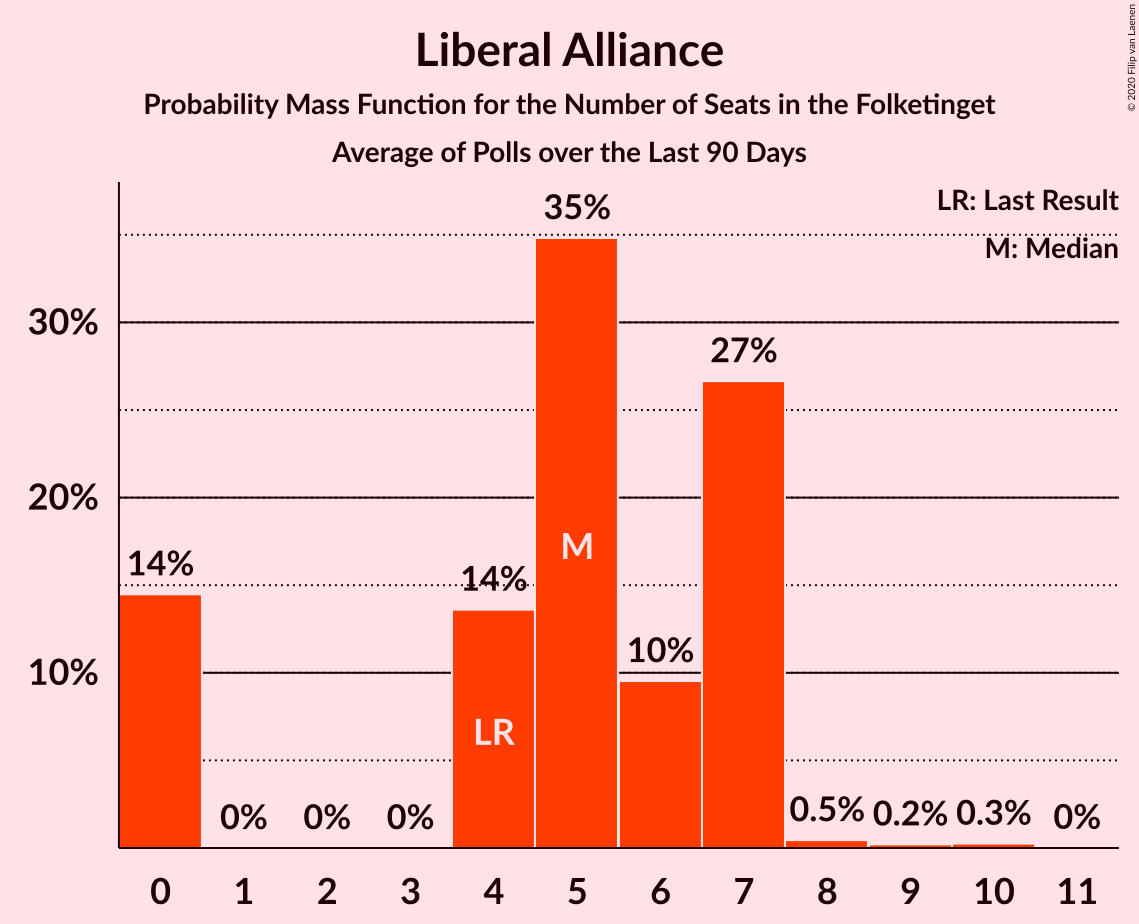 Liberal Alliance
Probability Mass Function for the Number of Seats in the Folketinget
Average of Polls over the Last 90 Days
© 2020 Filip van Laenen
LR: Last Result
M: Median
35%
30%
27%
20%
M
14%
14%
10%
10%
LR
0%
0%
0%
0.5%
0.2%
0.3%
0%
0 1 2 3 4 5 6 7 8 9 10 11